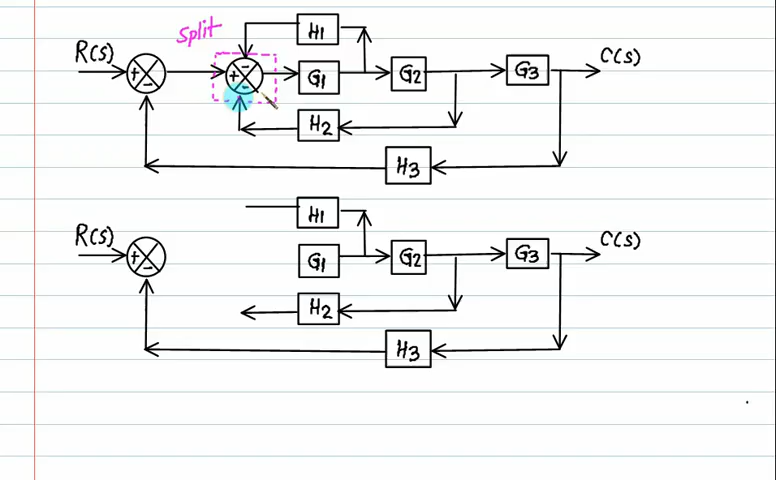 split
H1
R(s) + − + − − G1 G2 G3 C(s)
H2
H3
H1
R(s) + − G1 G2 G3 C(s)
H2
H3